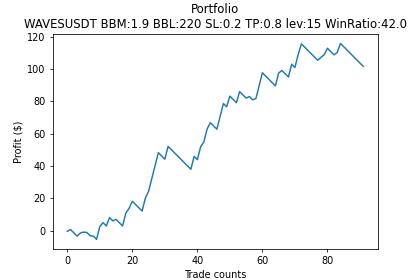 Portfolio
WAVESUSDT BBM:1.9 BBL:220 SL:0.2 TP:0.8 lev:15 WinRatio:42.0
120
100
80
60
40
20
0
Profit ($)
0 20 40 60 80
Trade counts